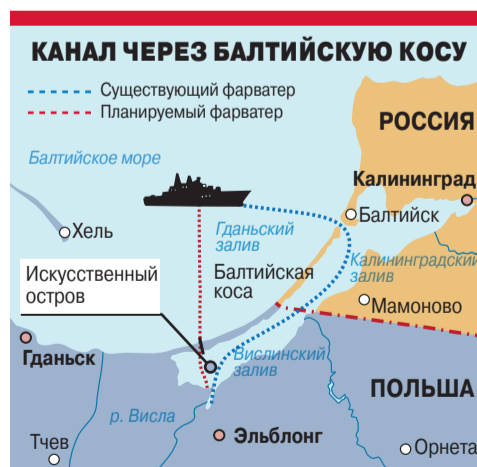 КАНАЛ ЧЕРЕЗ БАЛТИЙСКУЮ КОСУ
Существующий фарватер
Планируемый фарватер
РОССИЯ
Балтийское море
Калининград
Балтийск
Хель
Гданьский
залив
Калининградский
залив
Искусственный
остров
Балтийская
коса
Мамоново
Гданьск
Вислинский
залив
ПОЛЬША
р. Висла
Эльблонг
Тчев
Орнета